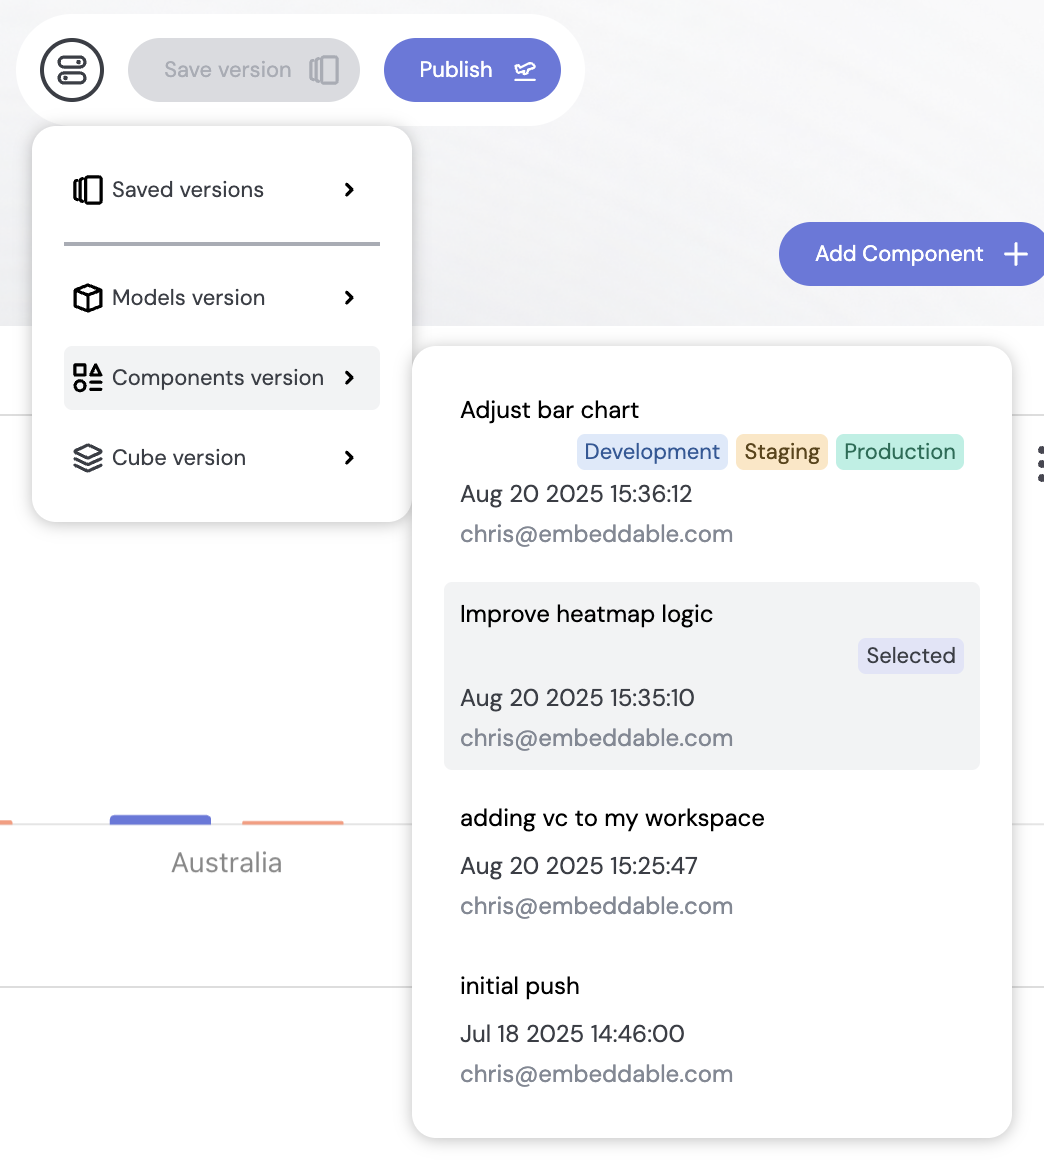 Save version
Publish
Saved versions
Add Component
Models version
Components version
Cube version
Adjust bar chart
Development Staging Production
Aug 20 2025 15:36:12
chris@embeddable.com
Improve heatmap logic
Selected
Aug 20 2025 15:35:10
chris@embeddable.com
adding vc to my workspace
Aug 20 2025 15:25:47
chris@embeddable.com
initial push
Jul 18 2025 14:46:00
chris@embeddable.com
Australia